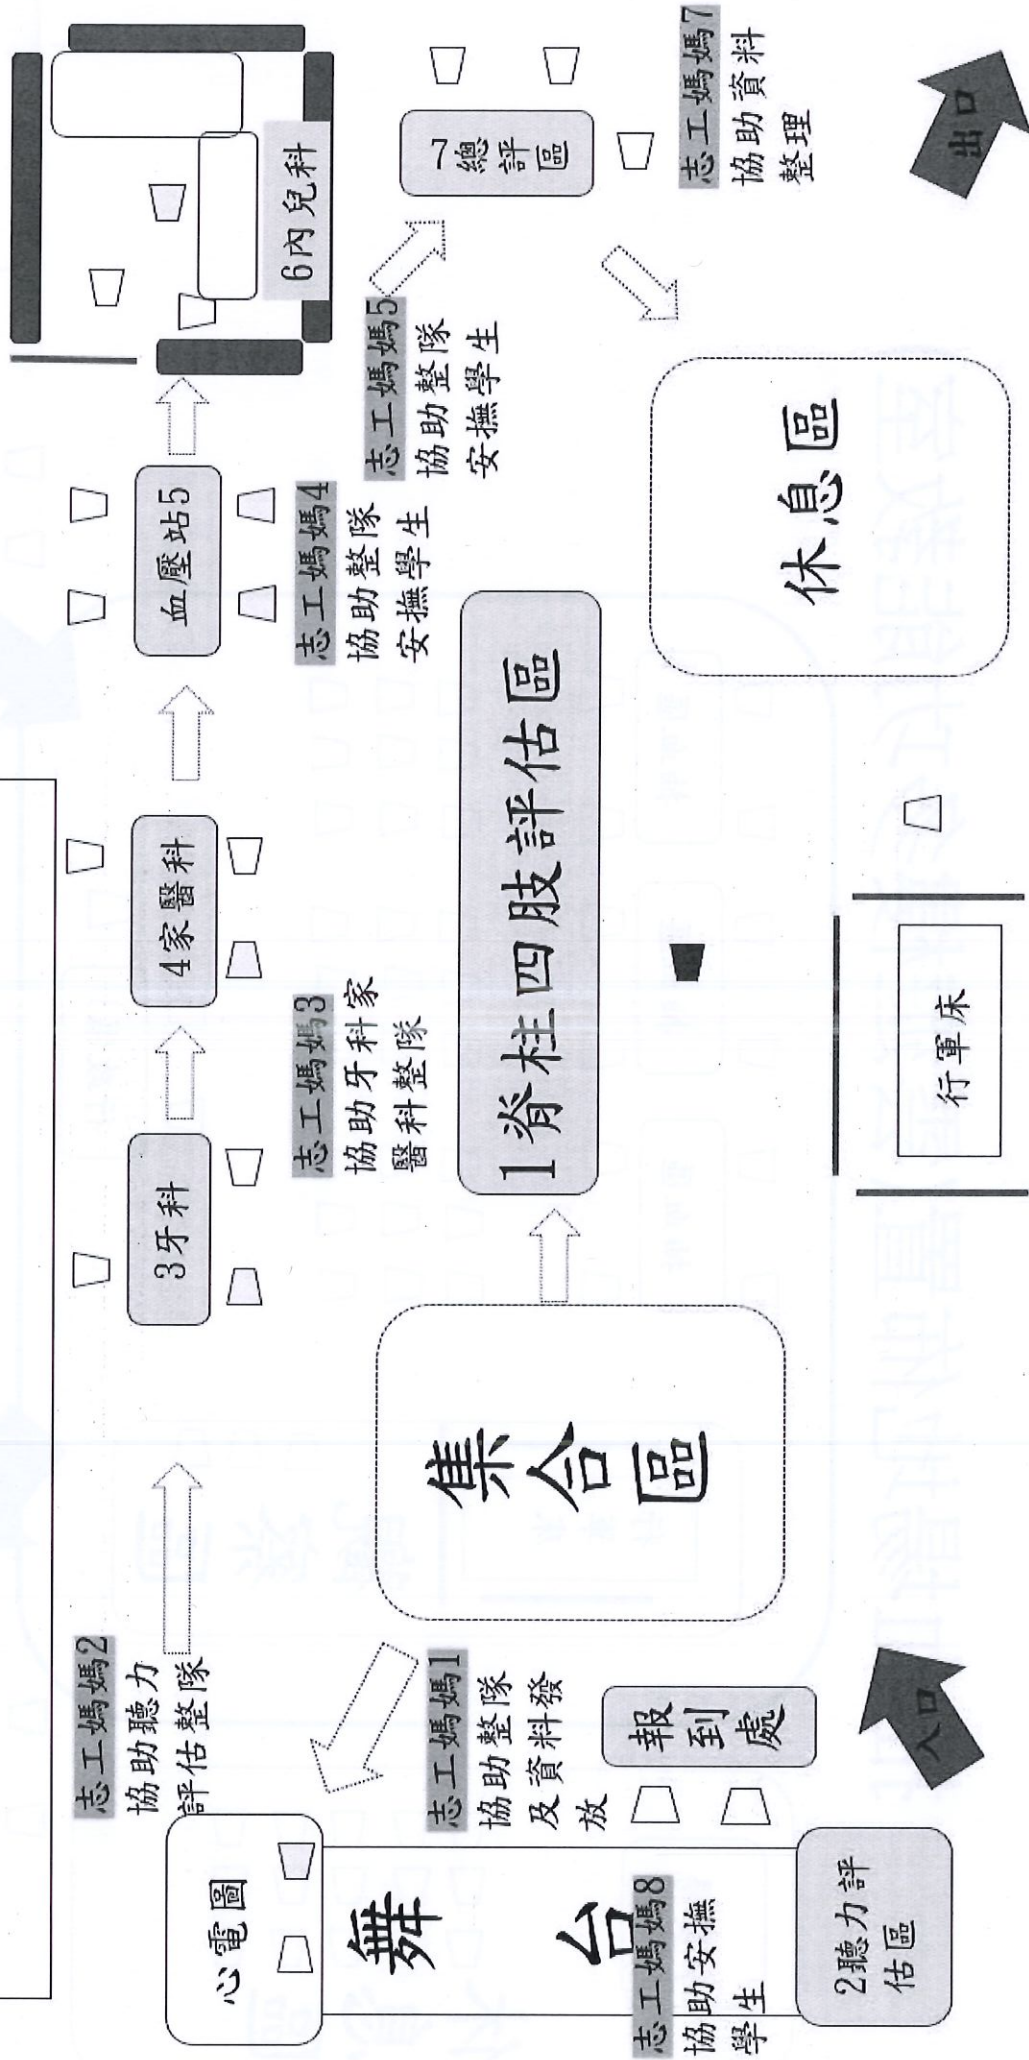 心電圖
舞
台
2聽力評
估區
志工媽媽8
協助安撫
學生
志工媽媽2
協助聽力
評估整隊
志工媽媽1
協助整隊
及資料發
放
報
到
處
入口
集
合
區
3牙科
志工媽媽3
協助牙科家
醫科整隊
4家醫科
1脊柱四肢評估區
行軍床
血壓站5
志工媽媽4
協助整隊
安撫學生
志工媽媽5
協助整隊
安撫學生
6內兒科
7
總
評
區
志工媽媽7
協助資料
整理
休息區
出口